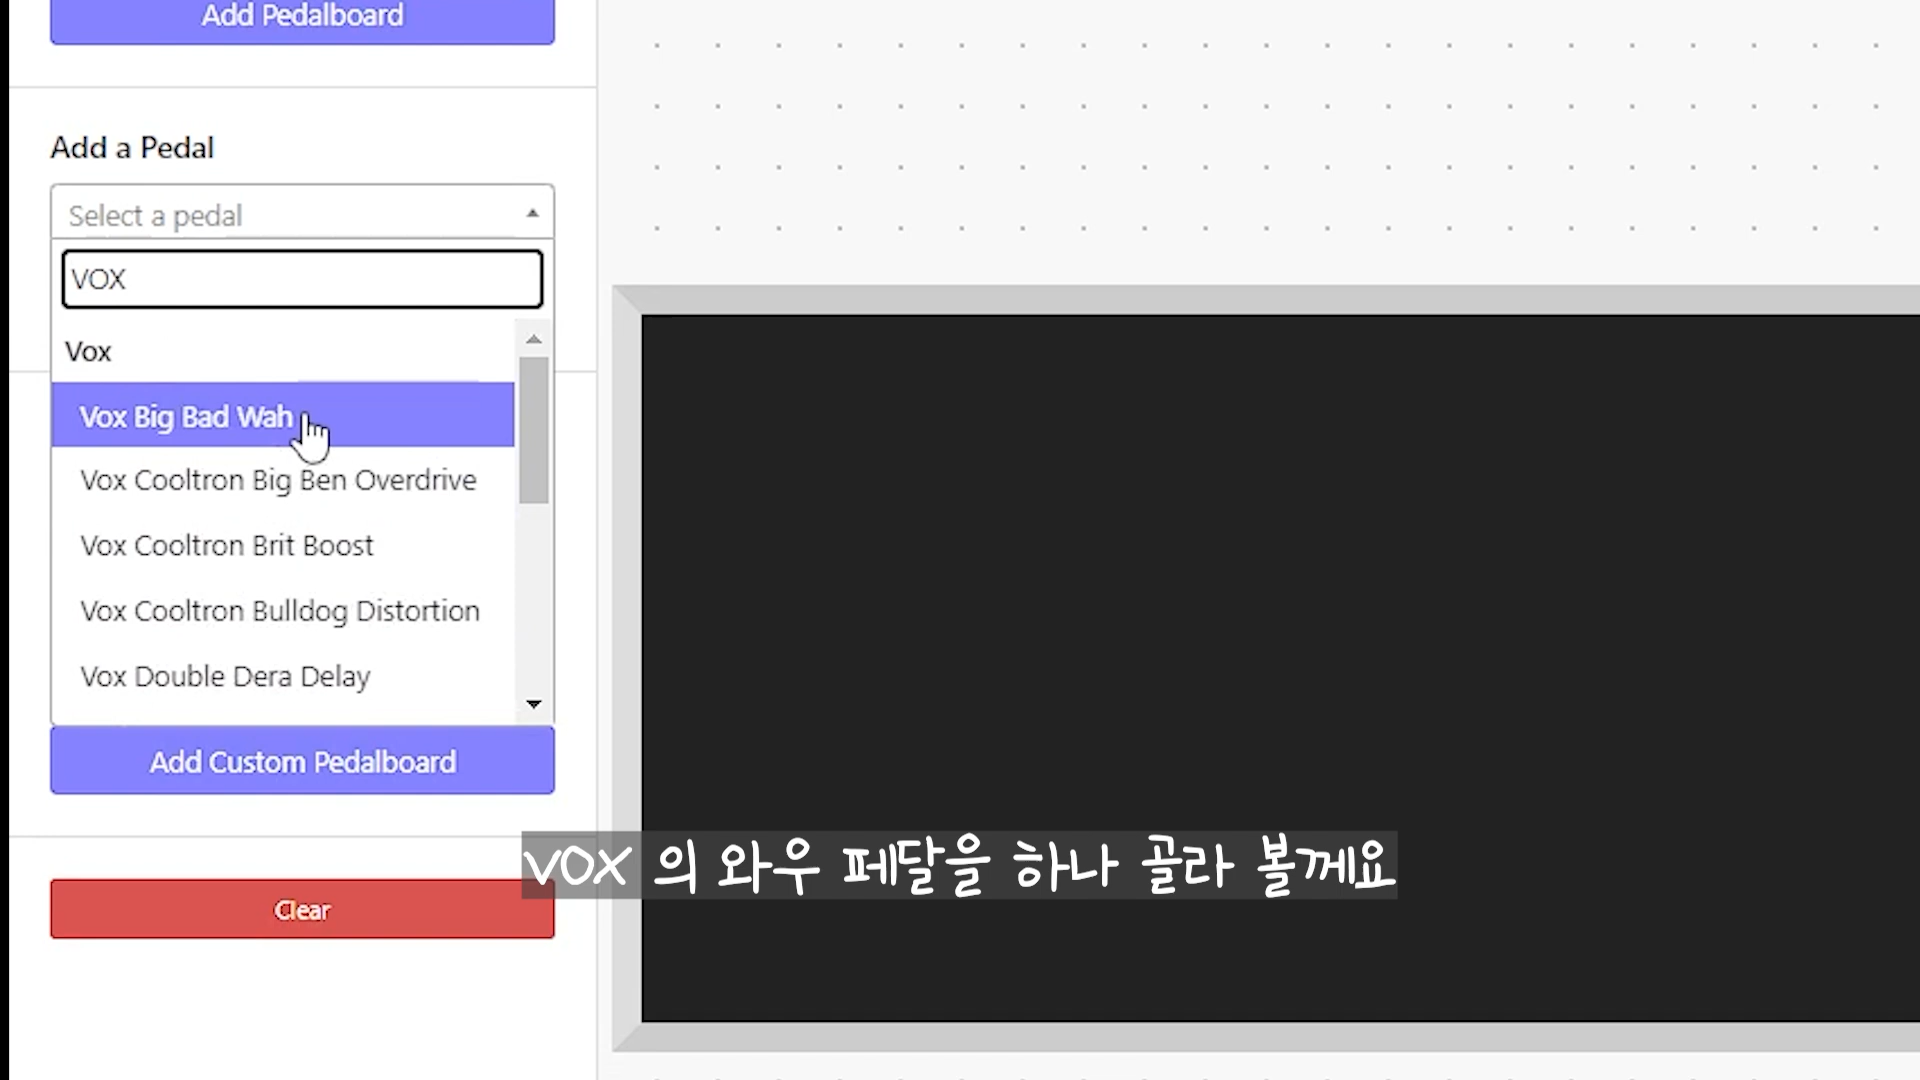 Add Pedalboard
Add a Pedal
Select a pedal
VOX
Vox
Vox Big Bad Wah
Vox Cooltron Big Ben Overdrive
Vox Cooltron Brit Boost
Vox Cooltron Bulldog Distortion
Vox Double Dera Delay
Add Custom Pedalboard
VOX 의 와우 페달을 하나 골라 볼께요
Clear